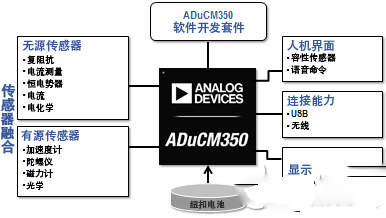 ADuCM350
软件开发套件
传感器融合
无源传感器
• 复阻抗
• 电流测量
• 恒电势器
• 电流
• 电化学
有源传感器
• 加速度计
• 陀螺仪
• 磁力计
• 光学
ANALOG
DEVICES
ADuCM350
纽扣电池
人机界面
• 容性传感器
• 语音命令
连接能力
• USB
• 无线
显示